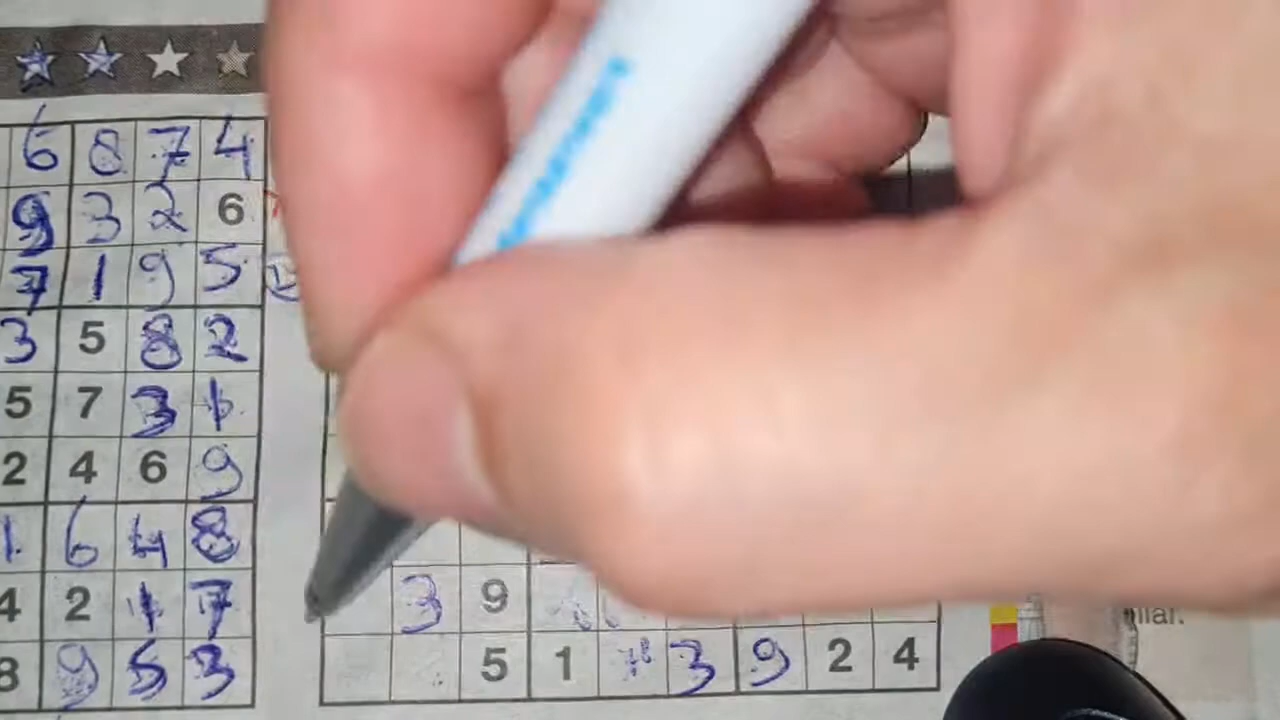 6 8 7 4
9 3 2 6
7 1 9 5
3 5 8 2
5 7 3 1
2 4 6 9
1 6 4 8
4 2 1 7
8 9 5 3
3 9
5 1 3 9 2 4